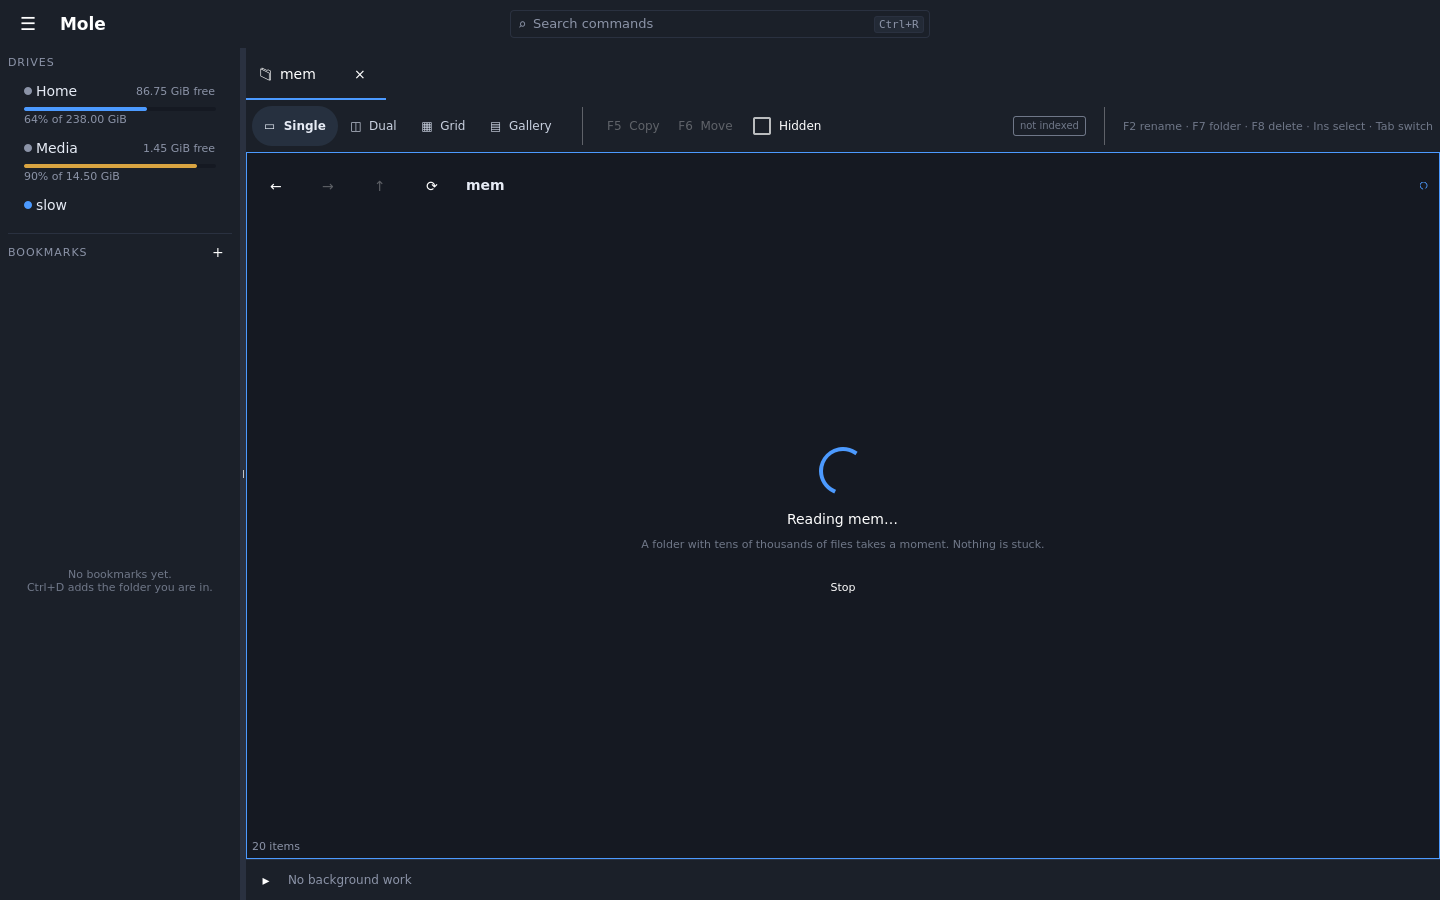 Mole
Search commands
Ctrl+R
DRIVES
Home
86.75 GiB free
64% of 238.00 GiB
Media
1.45 GiB free
90% of 14.50 GiB
slow
BOOKMARKS
+
No bookmarks yet.
Ctrl+D adds the folder you are in.
mem
Single
Dual
Grid
Gallery
F5 Copy
F6 Move
Hidden
not indexed
F2 rename · F7 folder · F8 delete · Ins select · Tab switch
mem
Reading mem…
A folder with tens of thousands of files takes a moment. Nothing is stuck.
Stop
20 items
No background work